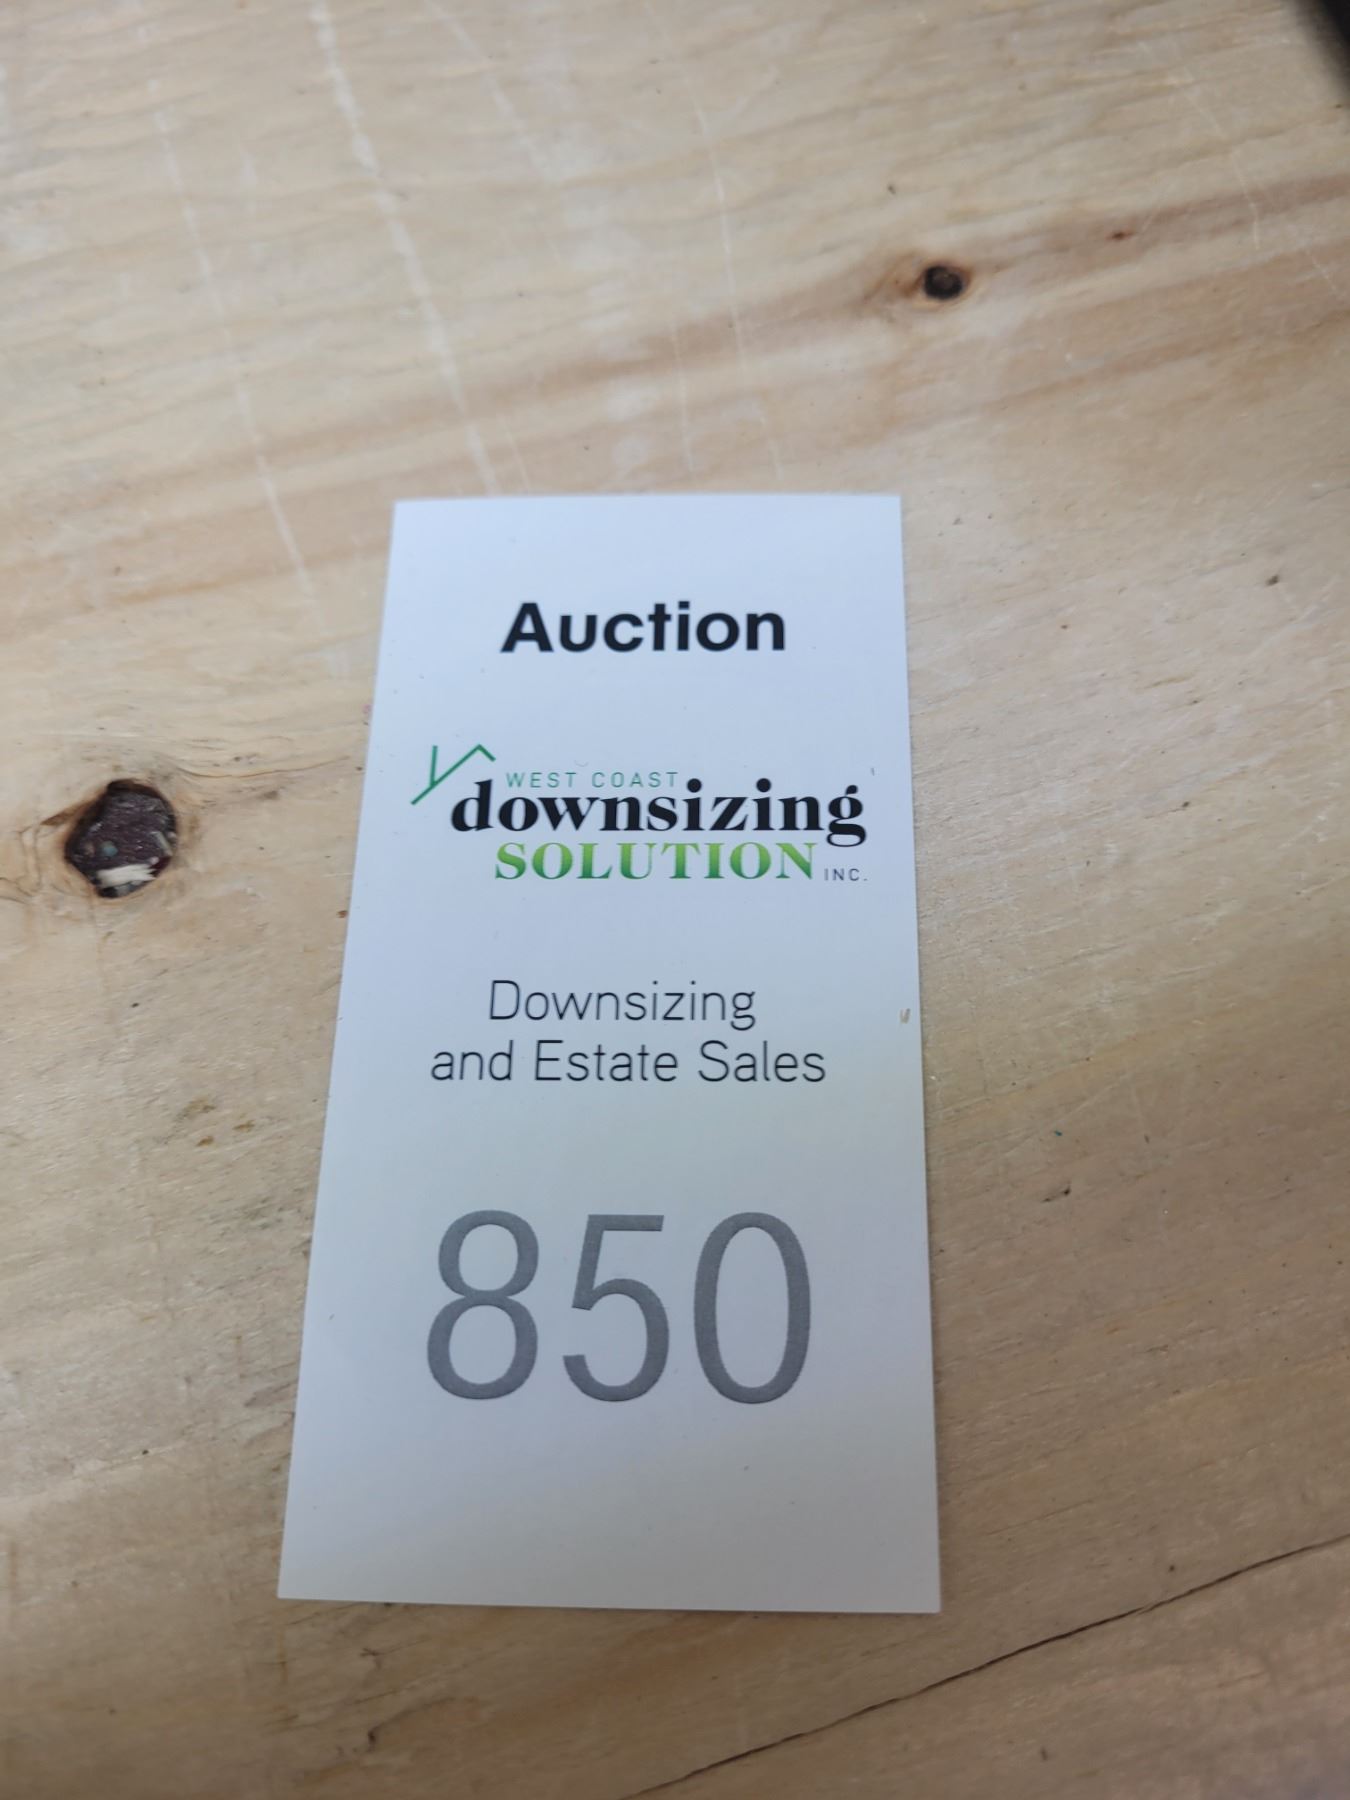 Auction
WEST COAST
downsizing
SOLUTION INC.
Downsizing
and Estate Sales
850